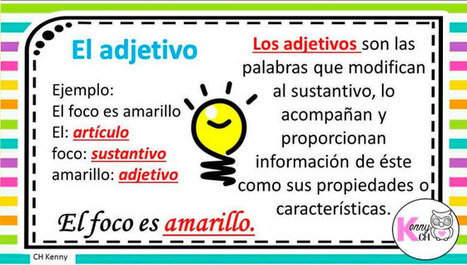 El adjetivo
Ejemplo:
El foco es amarillo
El: artículo
foco: sustantivo
amarillo: adjetivo
Los adjetivos son las
palabras que modifican
al sustantivo, lo
acompañan y
proporcionan
información de éste
como sus propiedades o
características.
El foco es amarillo.
CH Kenny
Kenny
CH